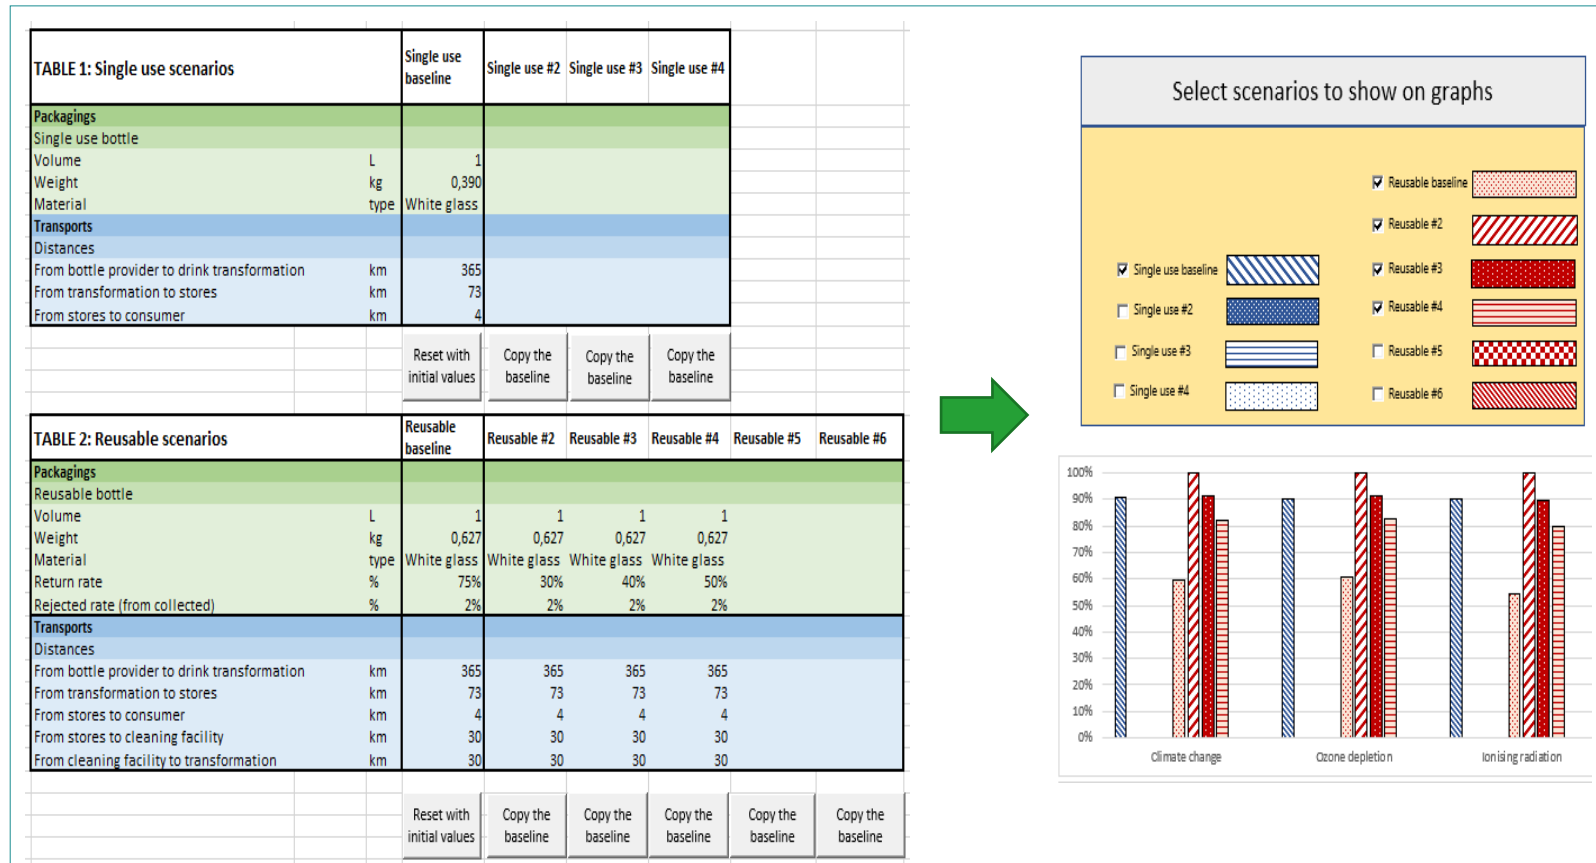 TABLE 1: Single use scenarios Single use baseline Single use #2 Single use #3 Single use #4
Packagings
Single use bottle
Volume L 1
Weight kg 0,390
Material type White glass
Transports
Distances
From bottle provider to drink transformation km 365
From transformation to stores km 73
From stores to consumer km 4
Reset with initial values Copy the baseline Copy the baseline Copy the baseline
TABLE 2: Reusable scenarios Reusable baseline Reusable #2 Reusable #3 Reusable #4 Reusable #5 Reusable #6
Packagings
Reusable bottle
Volume L 1 1 1 1
Weight kg 0,627 0,627 0,627 0,627
Material type White glass White glass White glass White glass
Return rate % 75% 30% 40% 50%
Rejected rate (from collected) % 2% 2% 2% 2%
Transports
Distances
From bottle provider to drink transformation km 365 365 365 365
From transformation to stores km 73 73 73 73
From stores to consumer km 4 4 4 4
From stores to cleaning facility km 30 30 30 30
From cleaning facility to transformation km 30 30 30 30
Reset with initial values Copy the baseline Copy the baseline Copy the baseline Copy the baseline Copy the baseline
Select scenarios to show on graphs
Single use baseline
Single use #2
Single use #3
Single use #4
Reusable baseline
Reusable #2
Reusable #3
Reusable #4
Reusable #5
Reusable #6
100%
90%
80%
70%
60%
50%
40%
30%
20%
10%
0%
Climate change Ozone depletion Ionising radiation